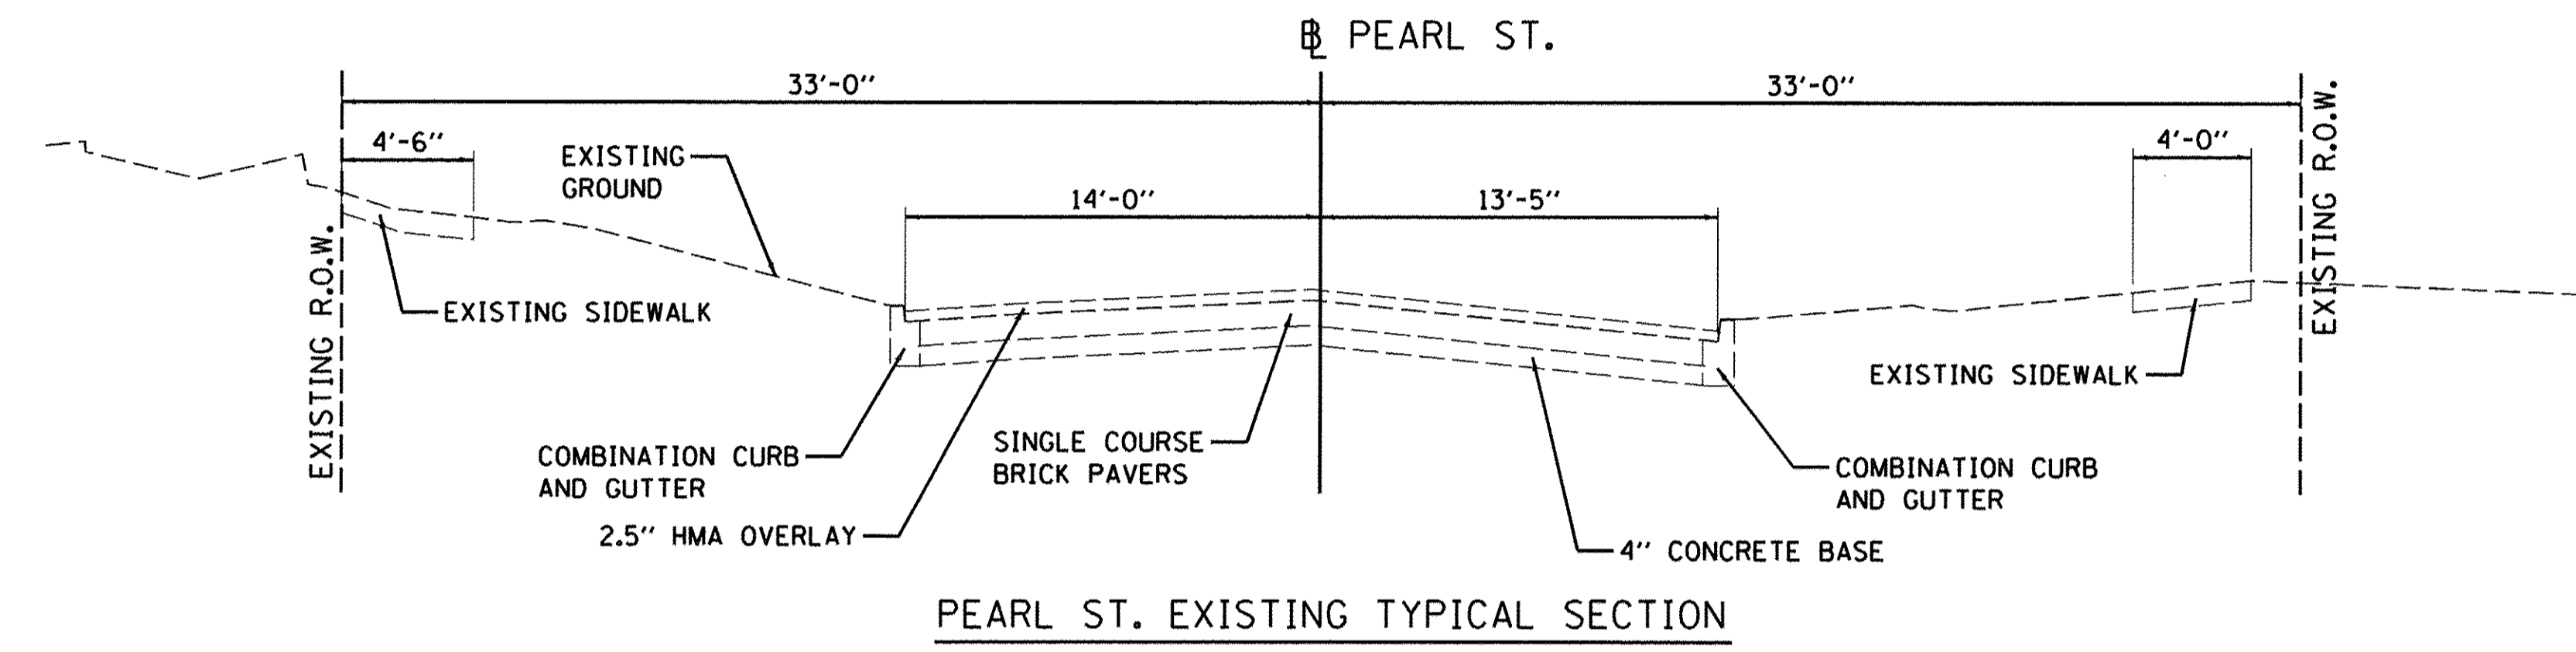 ℄ PEARL ST.
33'-0"
33'-0"
4'-6"
4'-0"
EXISTING
GROUND
14'-0"
13'-5"
EXISTING R.O.W.
EXISTING R.O.W.
EXISTING SIDEWALK
EXISTING SIDEWALK
COMBINATION CURB
AND GUTTER
SINGLE COURSE
BRICK PAVERS
COMBINATION CURB
AND GUTTER
2.5" HMA OVERLAY
4" CONCRETE BASE
PEARL ST. EXISTING TYPICAL SECTION